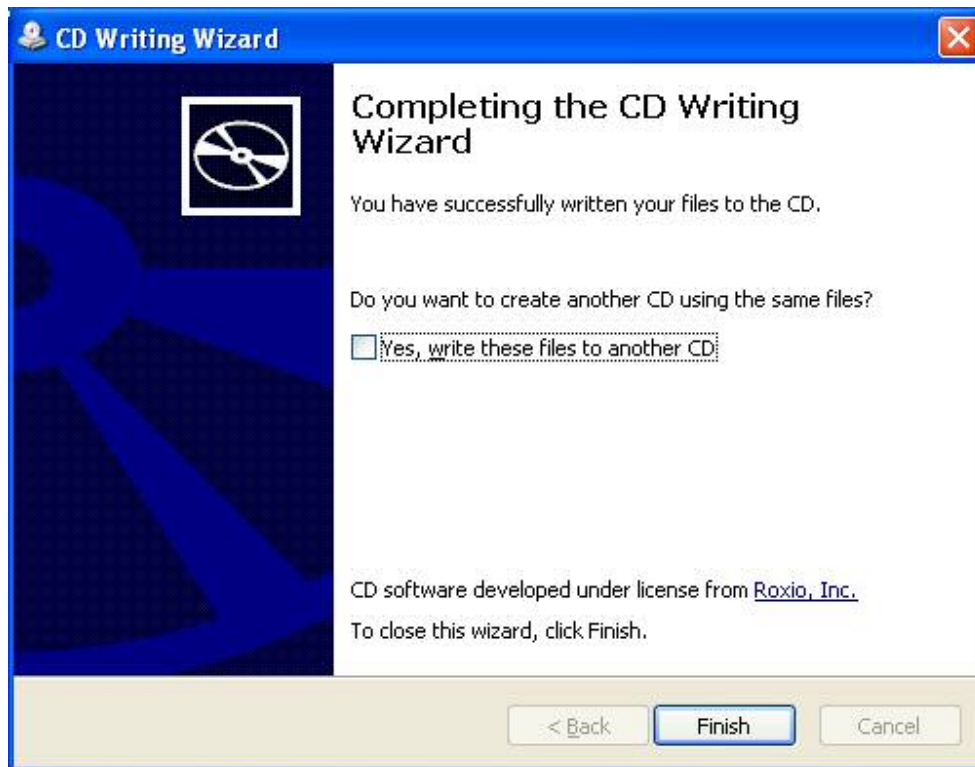 CD Writing Wizard
Completing the CD Writing
Wizard
You have successfully written your files to the CD.
Do you want to create another CD using the same files?
Yes, write these files to another CD
CD software developed under license from Roxio, Inc.
To close this wizard, click Finish.
< Back
Finish
Cancel